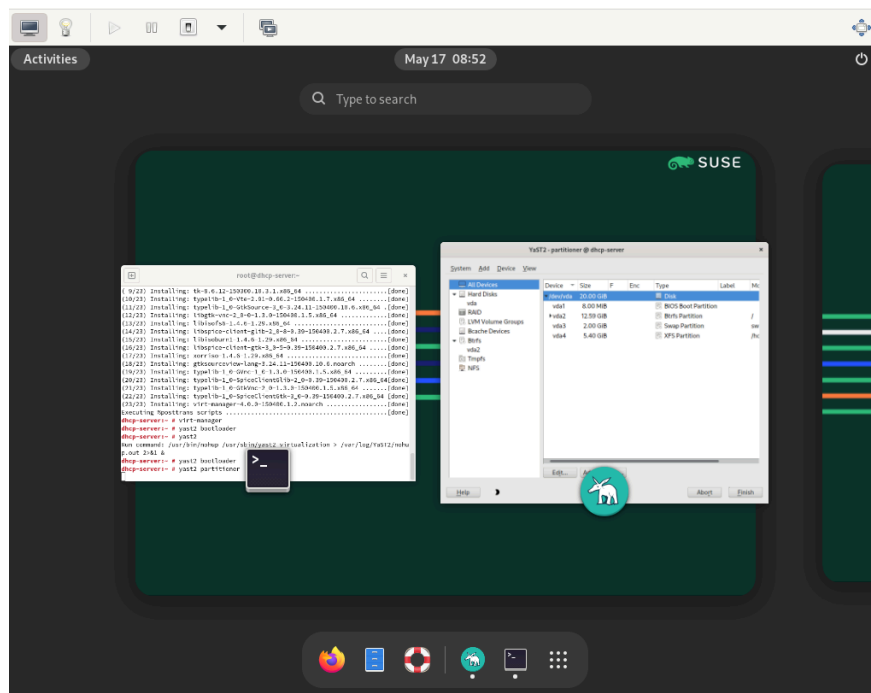 Activities
May 17 08:52
Type to search
SUSE
root@dhcp-server:~
( 9/23) Installing: tk-8.6.12-150300.10.3.1.x86_64 ...................[done]
(10/23) Installing: typelib-1_0-Vte-2.91-0.66.2-150400.1.7.x86_64 ........[done]
(11/23) Installing: typelib-1_0-GtkSource-3_0-3.24.11-150400.10.6.x86_64 ..[done]
(12/23) Installing: libgtk-vnc-2_0-0-1.3.0-150400.1.5.x86_64 .............[done]
(13/23) Installing: libisofs6-1.4.6-1.29.x86_64 ..........................[done]
(14/23) Installing: libspice-client-glib-2_0-8-0.39-150400.2.7.x86_64 ....[done]
(15/23) Installing: libisoburn1-1.4.6-1.29.x86_64 ........................[done]
(16/23) Installing: libspice-client-gtk-3_0-5-0.39-150400.2.7.x86_64 ....[done]
(17/23) Installing: xorriso-1.4.6-1.29.x86_64 ............................[done]
(18/23) Installing: gtksourceview-lang-3.24.11-150400.10.6.noarch .......[done]
(19/23) Installing: typelib-1_0-GVnc-1_0-1.3.0-150400.1.5.x86_64 ........[done]
(20/23) Installing: typelib-1_0-SpiceClientGlib-2_0-0.39-150400.2.7.x86_64[done]
(21/23) Installing: typelib-1_0-GtkVnc-2_0-1.3.0-150400.1.5.x86_64 ......[done]
(22/23) Installing: typelib-1_0-SpiceClientGtk-3_0-0.39-150400.2.7.x86_64 .[done]
(23/23) Installing: virt-manager-4.0.0-150400.1.2.noarch ................[done]
Executing %posttrans scripts .......................................[done]
dhcp-server:~ # virt-manager
dhcp-server:~ # yast2 bootloader
dhcp-server:~ # yast2
Run command: /usr/bin/nohup /usr/sbin/yast2 virtualization > /var/log/YaST2/nohu
p.out 2>&1 &
dhcp-server:~ # yast2 bootloader
dhcp-server:~ # yast2 partitioner
YaST2 - partitioner @ dhcp-server
System Add Device View
All Devices
Hard Disks
vda
RAID
LVM Volume Groups
Bcache Devices
Btrfs
vda2
Tmpfs
NFS
Device Size F Enc Type Label
/dev/vda 20.00 GiB Disk
vda1 8.00 MiB BIOS Boot Partition
vda2 12.59 GiB Btrfs Partition /
vda3 2.00 GiB Swap Partition sw
vda4 5.40 GiB XFS Partition
Edit...
Help
Abort
Finish